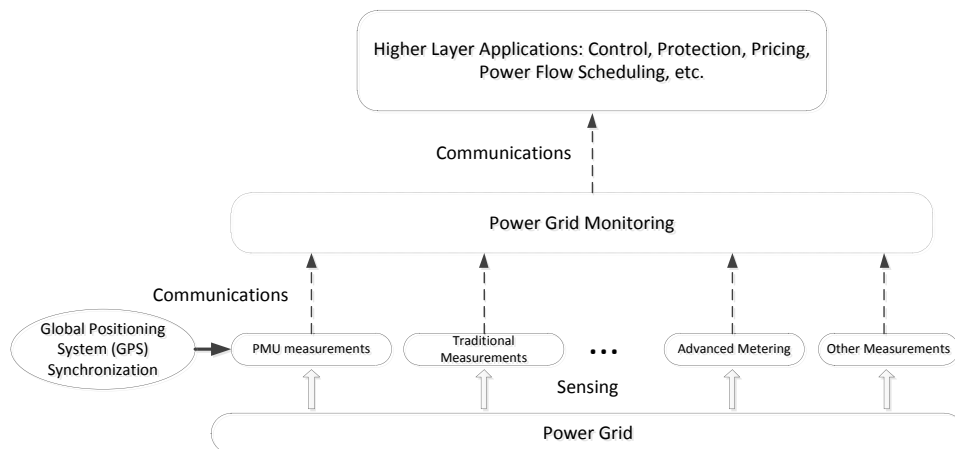 Higher Layer Applications: Control, Protection, Pricing,
Power Flow Scheduling, etc.
Communications
Power Grid Monitoring
Communications
Global Positioning
System (GPS)
Synchronization
PMU measurements
Traditional
Measurements
...
Advanced Metering
Other Measurements
Sensing
Power Grid